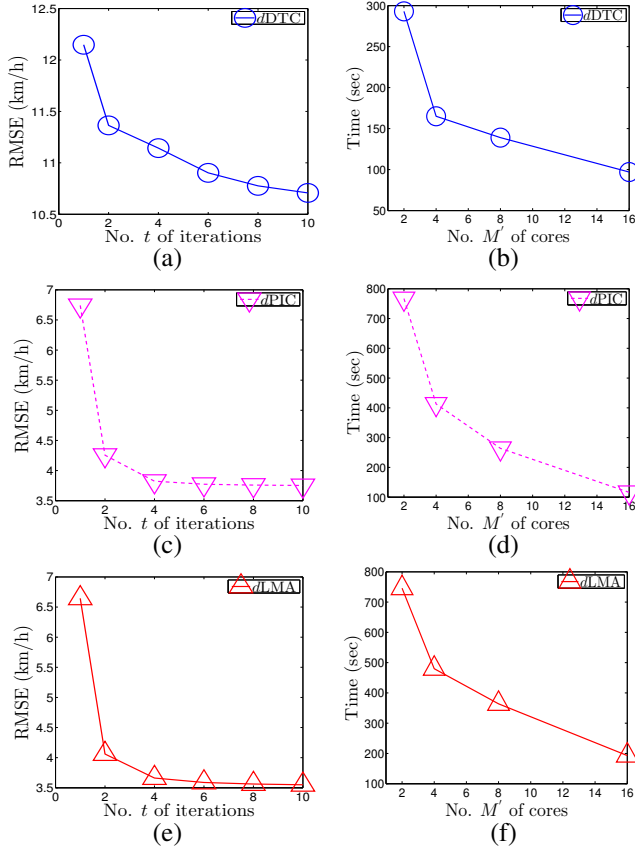 dDTC
RMSE (km/h)
12.5
12
11.5
11
10.5
0 2 4 6 8 10
No. t of iterations
(a)
dDTC
Time (sec)
300
250
200
150
100
50
2 4 6 8 10 12 14 16
No. M′ of cores
(b)
dPIC
RMSE (km/h)
7
6.5
6
5.5
5
4.5
4
3.5
0 2 4 6 8 10
No. t of iterations
(c)
dPIC
Time (sec)
800
700
600
500
400
300
200
100
2 4 6 8 10 12 14 16
No. M′ of cores
(d)
dLMA
RMSE (km/h)
7
6.5
6
5.5
5
4.5
4
3.5
0 2 4 6 8 10
No. t of iterations
(e)
dLMA
Time (sec)
800
700
600
500
400
300
200
100
2 4 6 8 10 12 14 16
No. M′ of cores
(f)